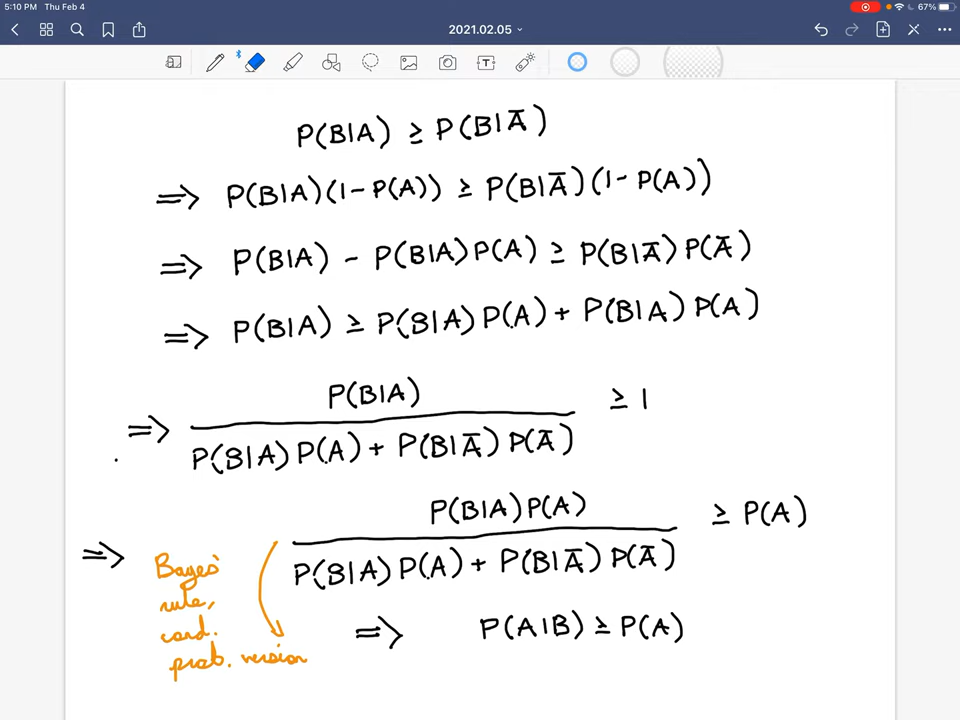 5:10 PM Thu Feb 4
67%
2021.02.05
P(B|A) ≥ P(B|A̅)
⇒ P(B|A)(1 - P(A)) ≥ P(B|A̅)(1 - P(A))
⇒ P(B|A) - P(B|A)P(A) ≥ P(B|A̅)P(A̅)
⇒ P(B|A) ≥ P(B|A)P(A) + P(B|A)P(A)
P(B|A)
⇒ ≥ 1
P(B|A)P(A) + P(B|A̅)P(A̅)
P(B|A)P(A)
⇒ ≥ P(A)
P(B|A)P(A) + P(B|A̅)P(A̅)
Bayes'
rule,
cond.
prob. version
⇒ P(A|B) ≥ P(A)